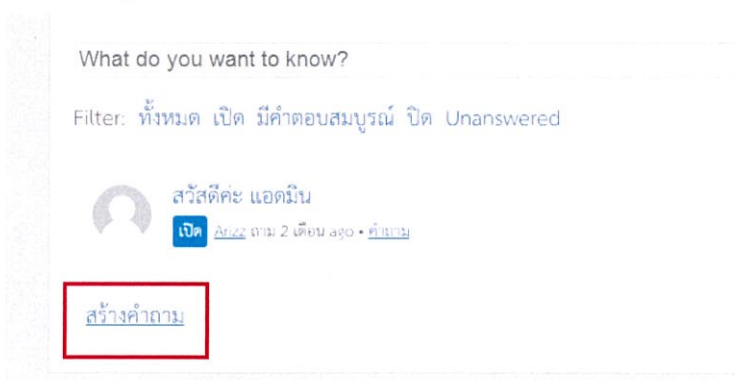 What do you want to know?
Filter: ทั้งหมด เปิด มีคำตอบสมบูรณ์ ปิด Unanswered
สวัสดีค่ะ แอดมิน
เปิด Arizz ถาม 2 เดือน ago • คำถาม
สร้างคำถาม